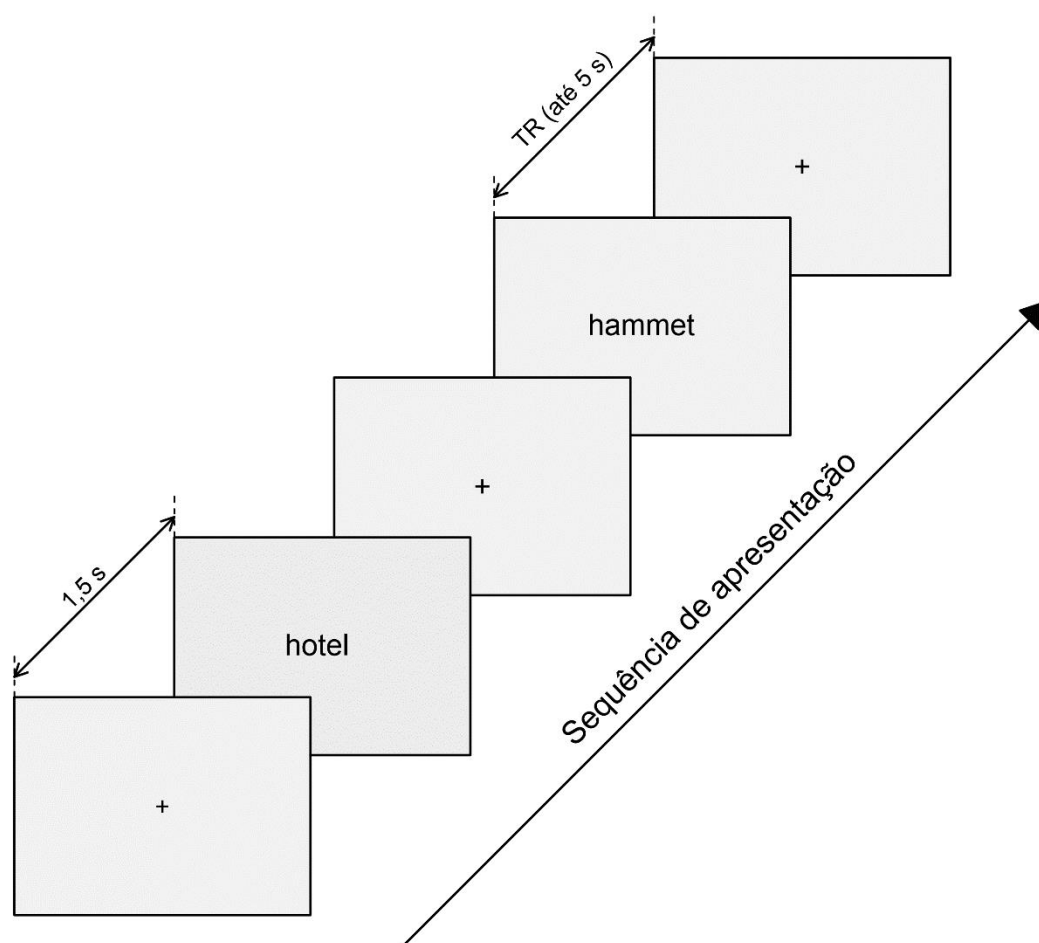 TR (até 5 s)
+
hammet
+
1,5 s
hotel
+
Sequência de apresentação